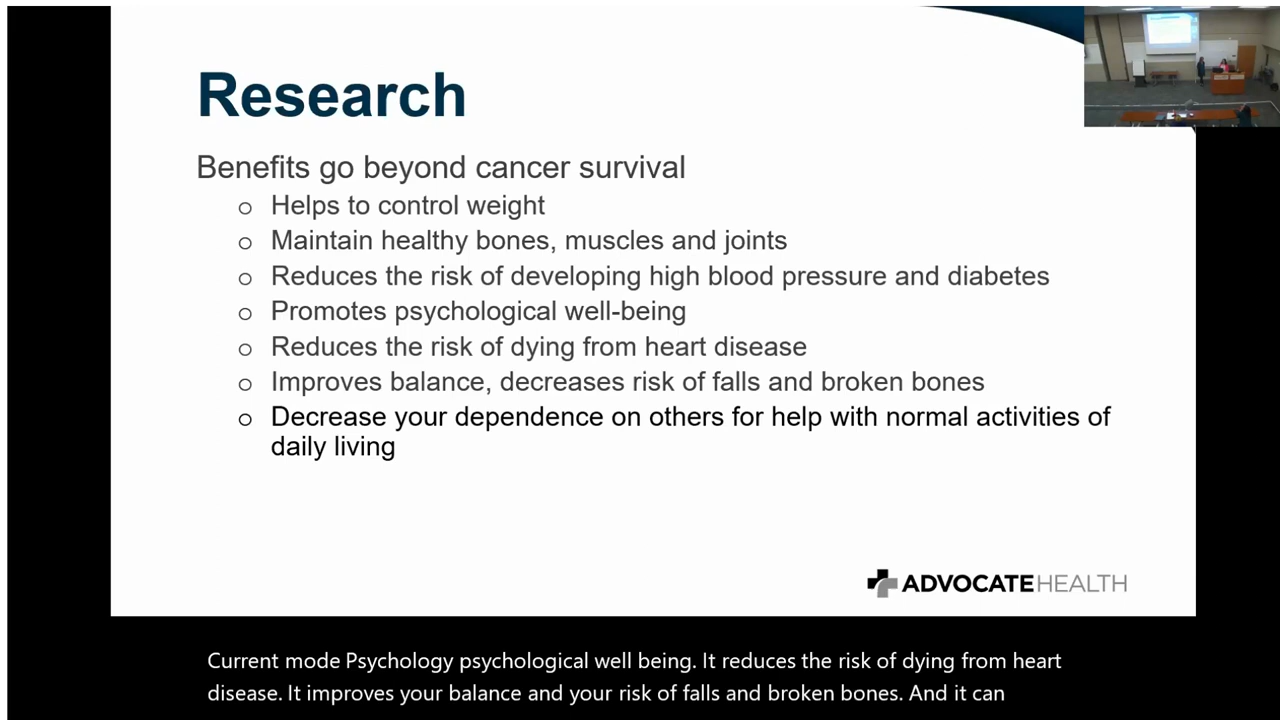 Research
Benefits go beyond cancer survival
o Helps to control weight
o Maintain healthy bones, muscles and joints
o Reduces the risk of developing high blood pressure and diabetes
o Promotes psychological well-being
o Reduces the risk of dying from heart disease
o Improves balance, decreases risk of falls and broken bones
o Decrease your dependence on others for help with normal activities of
daily living
ADVOCATEHEALTH
Current mode Psychology psychological well being. It reduces the risk of dying from heart
disease. It improves your balance and your risk of falls and broken bones. And it can